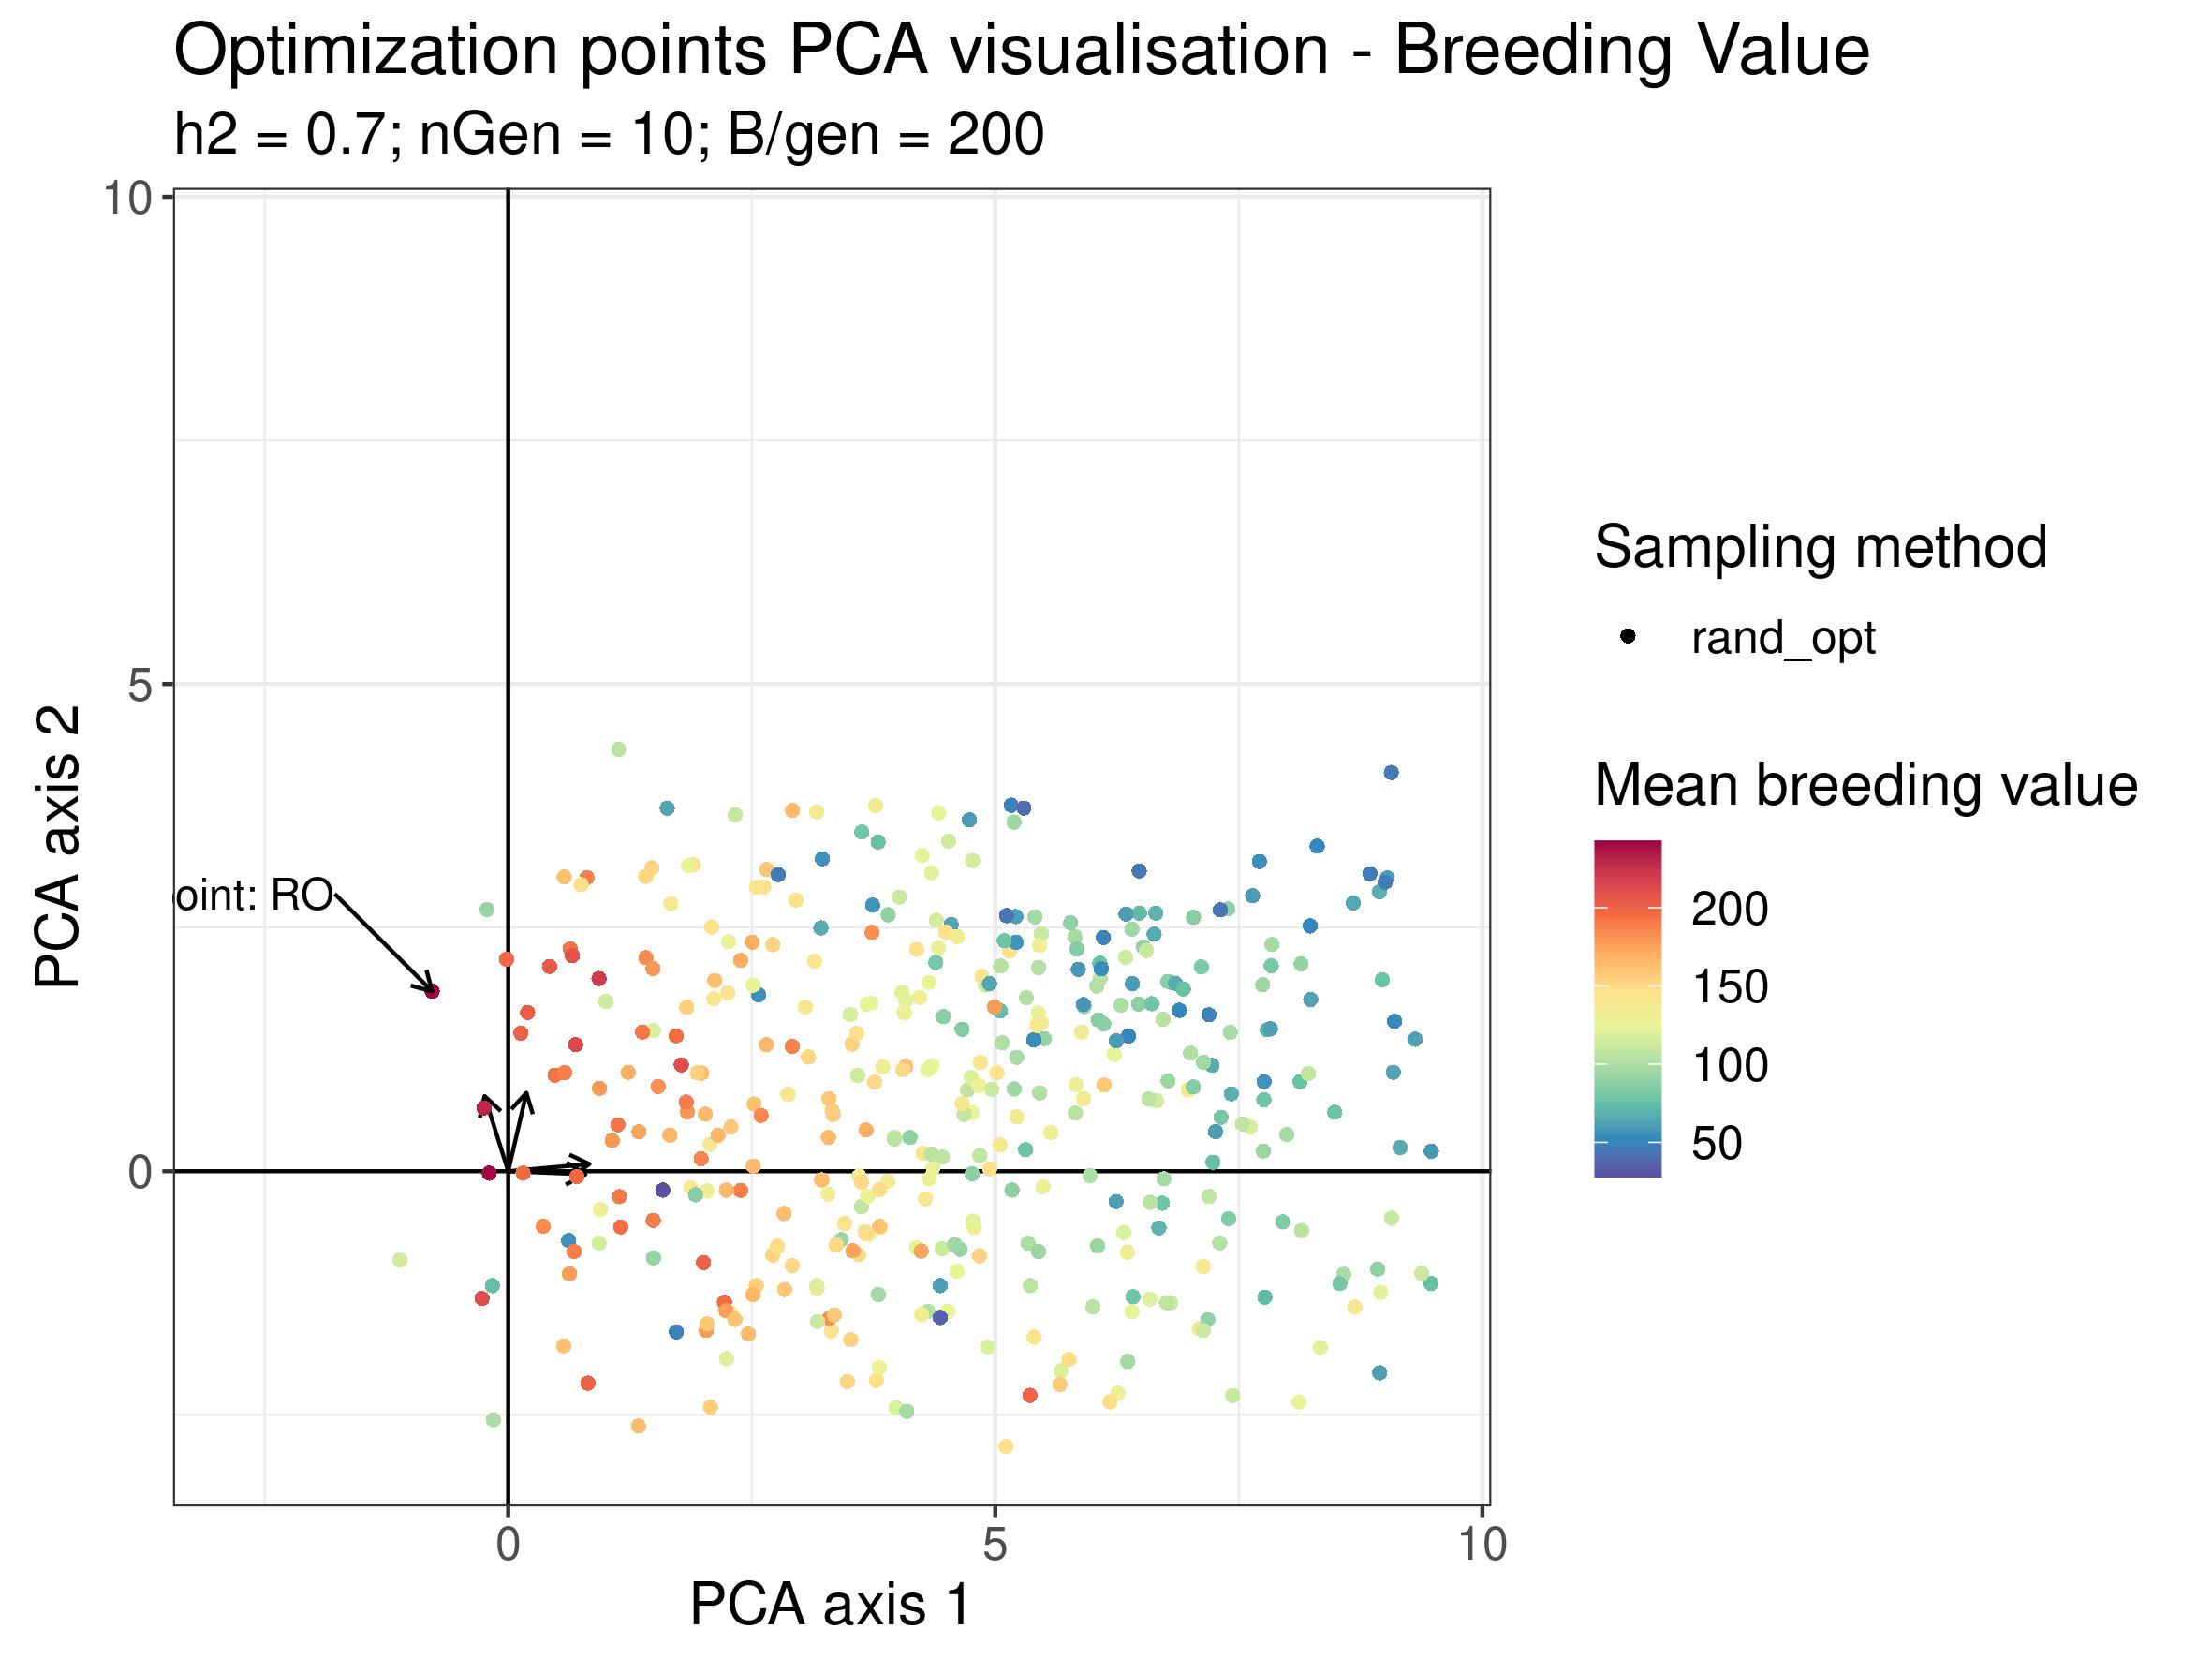 Optimization points PCA visualisation - Breeding Value
h2 = 0.7; nGen = 10; B/gen = 200
10
5
0
oint: RO
0
5
10
PCA axis 1
PCA axis 2
Sampling method
rand_opt
Mean breeding value
200
150
100
50